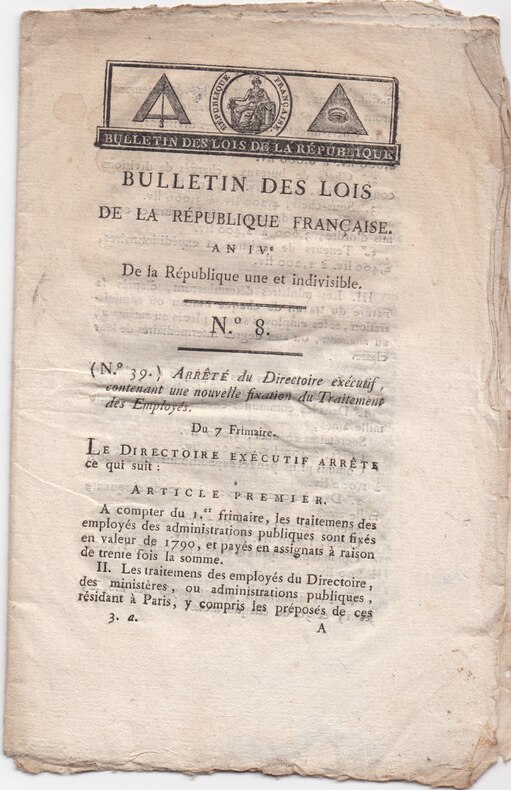 RÉPUBLIQUE FRANÇAISE.
BULLETIN DES LOIS DE LA RÉPUBLIQUE
BULLETIN DES LOIS
DE LA RÉPUBLIQUE FRANÇAISE.
AN IVe
De la République une et indivisible.
N.º 8.
(N.º 39.) ARRÊTÉ du Directoire exécutif,
contenant une nouvelle fixation du Traitement
des Employés.
Du 7 Frimaire.
LE DIRECTOIRE EXÉCUTIF ARRÊTE
ce qui suit :
ARTICLE PREMIER.
A compter du 1.er frimaire, les traitemens des
employés des administrations publiques sont fixés
en valeur de 1790, et payés en assignats à raison
de trente fois la somme.
II. Les traitemens des employés du Directoire,
des ministères, ou administrations publiques,
résidant à Paris, y compris les préposés de ces
3. a.
A